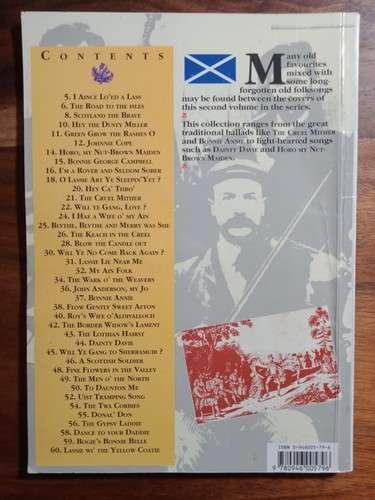 CONTENTS
5. I AINCE LO'ED A LASS
6. THE ROAD TO THE ISLES
8. SCOTLAND THE BRAVE
10. HEY THE DUSTY MILLER
11. GREEN GROW THE RASHES O
12. JOHNNIE COPE
14. HORO, MY NUT-BROWN MAIDEN
15. BONNIE GEORGE CAMPBELL
16. I'M A ROVER AND SELDOM SOBER
18. O LASSIE ART YE SLEEPIN' YET ?
20. HEY CA' THRO'
21. THE CRUEL MITHER
22. WILL YE GANG, LOVE ?
24. I HAE A WIFE O' MY AIN
25. BLYTHE, BLYTHE AND MERRY WAS SHE
26. THE KEACH IN THE CREEL
28. BLOW THE CANDLE OUT
30. WILL YE NO COME BACK AGAIN ?
31. LASSIE LIE NEAR ME
32. MY AIN FOLK
34. THE WARK O' THE WEAVERS
36. JOHN ANDERSON, MY JO
37. BONNIE ANNIE
38. FLOW GENTLY SWEET AFTON
40. ROY'S WIFE O'ALDIVALLOCH
42. THE BORDER WIDOW'S LAMENT
43. THE LOTHIAN HAIRST
44. DAINTY DAVIE
45. WILL YE GANG TO SHERRAMUIR ?
46. A SCOTTISH SOLDIER
48. FINE FLOWERS IN THE VALLEY
49. THE MEN O' THE NORTH
50. TO DAUNTON ME
52. UIST TRAMPING SONG
54. THE TWA CORBIES
55. DONAL' DON
56. THE GYPSY LADDIE
58. DANCE TO YOUR DADDIE
59. BOGIE'S BONNIE BELLE
60. LASSIE WI' THE YELLOW COATIE
Many old
favourites
mixed with
some long-
forgotten old folksongs
may be found between the covers of
this second volume in the series.
This collection ranges from the great
traditional ballads like THE CRUEL MITHER
and BONNIE ANNIE to light-hearted songs
such as DAINTY DAVIE and HORO MY NUT-
BROWN MAIDEN.
ISBN 0-946005-79-6
9 780946 005796